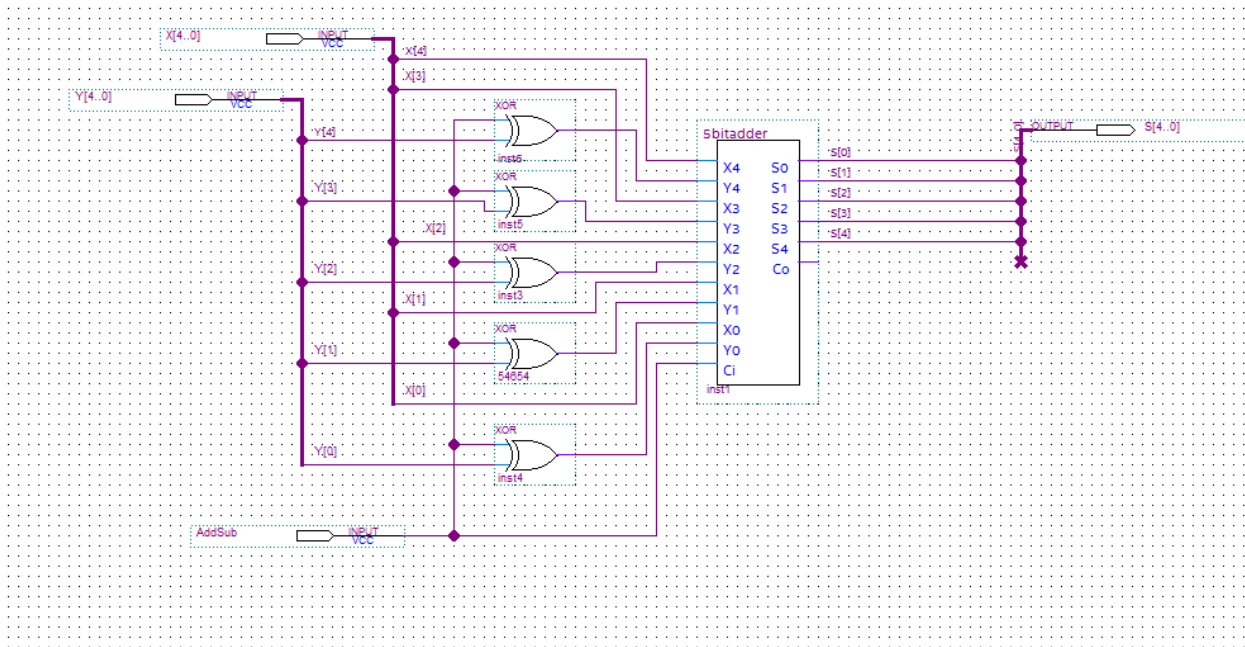 X[4..0]
INPUT
VCC
X[4]
X[3]
Y[4..0]
INPUT
VCC
XOR
Y[4]
inst6
5bitadder
S[4..0]
OUTPUT
S[4..0]
XOR
Y[3]
inst5
X[2]
XOR
Y[2]
inst3
X[1]
XOR
Y[1]
54654
X[0]
XOR
Y[0]
inst4
X4
Y4
X3
Y3
X2
Y2
X1
Y1
X0
Y0
Ci
S0
S1
S2
S3
S4
Co
inst1
S[0]
S[1]
S[2]
S[3]
S[4]
AddSub
INPUT
VCC